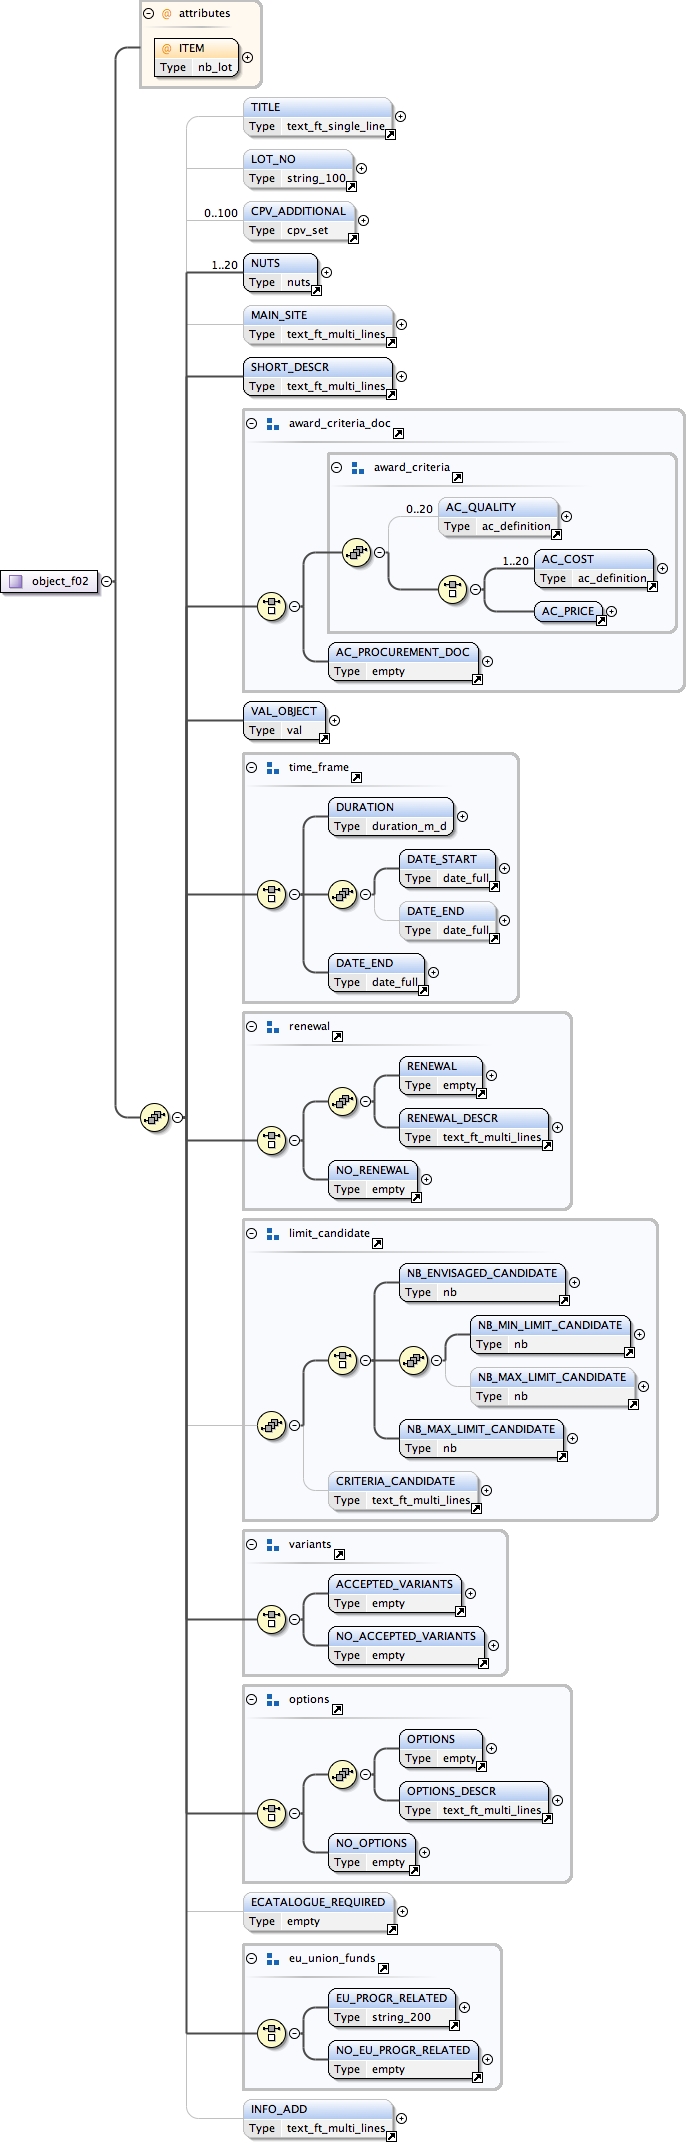 attributes
@ ITEM
Type nb_lot
TITLE
Type text_ft_single_line
LOT_NO
Type string_100
0..100
CPV_ADDITIONAL
Type cpv_set
1..20
NUTS
Type nuts
MAIN_SITE
Type text_ft_multi_lines
SHORT_DESCR
Type text_ft_multi_lines
award_criteria_doc
award_criteria
0..20
AC_QUALITY
Type ac_definition
1..20
AC_COST
Type ac_definition
object_f02
AC_PRICE
AC_PROCUREMENT_DOC
Type empty
VAL_OBJECT
Type val
time_frame
DURATION
Type duration_m_d
DATE_START
Type date_full
DATE_END
Type date_full
DATE_END
Type date_full
renewal
RENEWAL
Type empty
RENEWAL_DESCR
Type text_ft_multi_lines
NO_RENEWAL
Type empty
limit_candidate
NB_ENVISAGED_CANDIDATE
Type nb
NB_MIN_LIMIT_CANDIDATE
Type nb
NB_MAX_LIMIT_CANDIDATE
Type nb
NB_MAX_LIMIT_CANDIDATE
Type nb
CRITERIA_CANDIDATE
Type text_ft_multi_lines
variants
ACCEPTED_VARIANTS
Type empty
NO_ACCEPTED_VARIANTS
Type empty
options
OPTIONS
Type empty
OPTIONS_DESCR
Type text_ft_multi_lines
NO_OPTIONS
Type empty
ECATALOGUE_REQUIRED
Type empty
eu_union_funds
EU_PROGR_RELATED
Type string_200
NO_EU_PROGR_RELATED
Type empty
INFO_ADD
Type text_ft_multi_lines